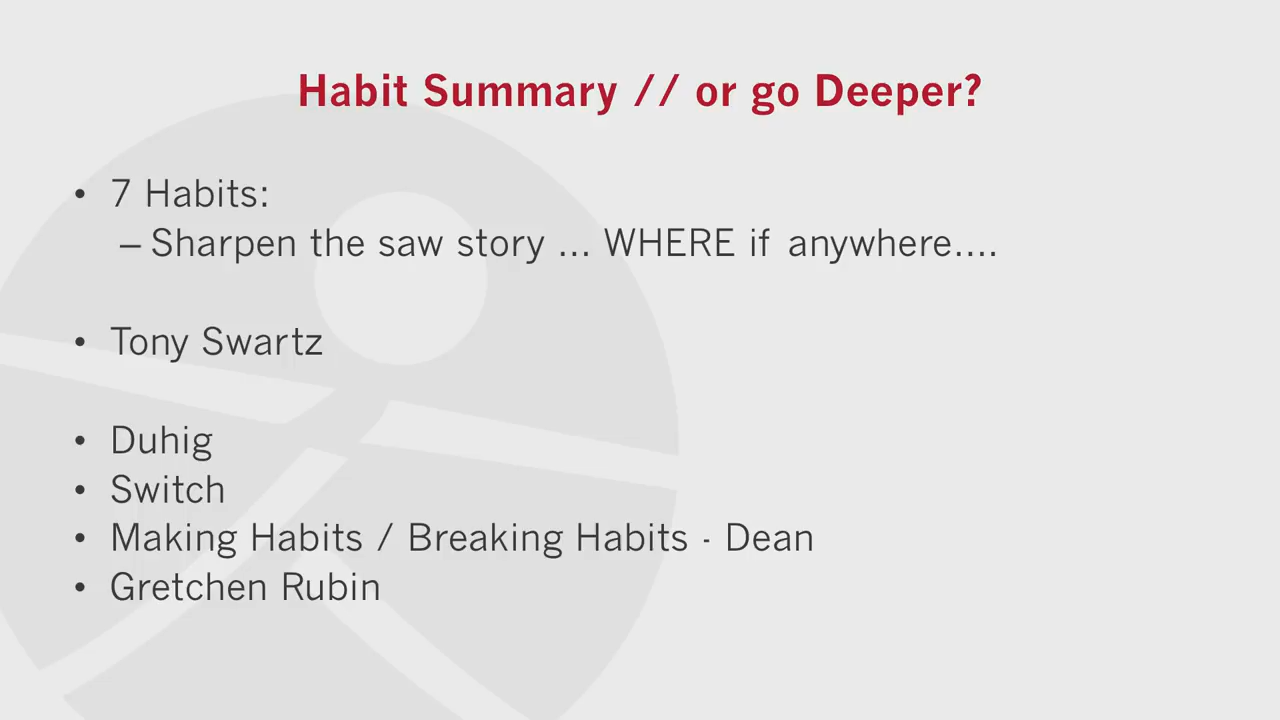 Habit Summary // or go Deeper?
• 7 Habits:
– Sharpen the saw story ... WHERE if anywhere....
• Tony Swartz
• Duhig
• Switch
• Making Habits / Breaking Habits - Dean
• Gretchen Rubin